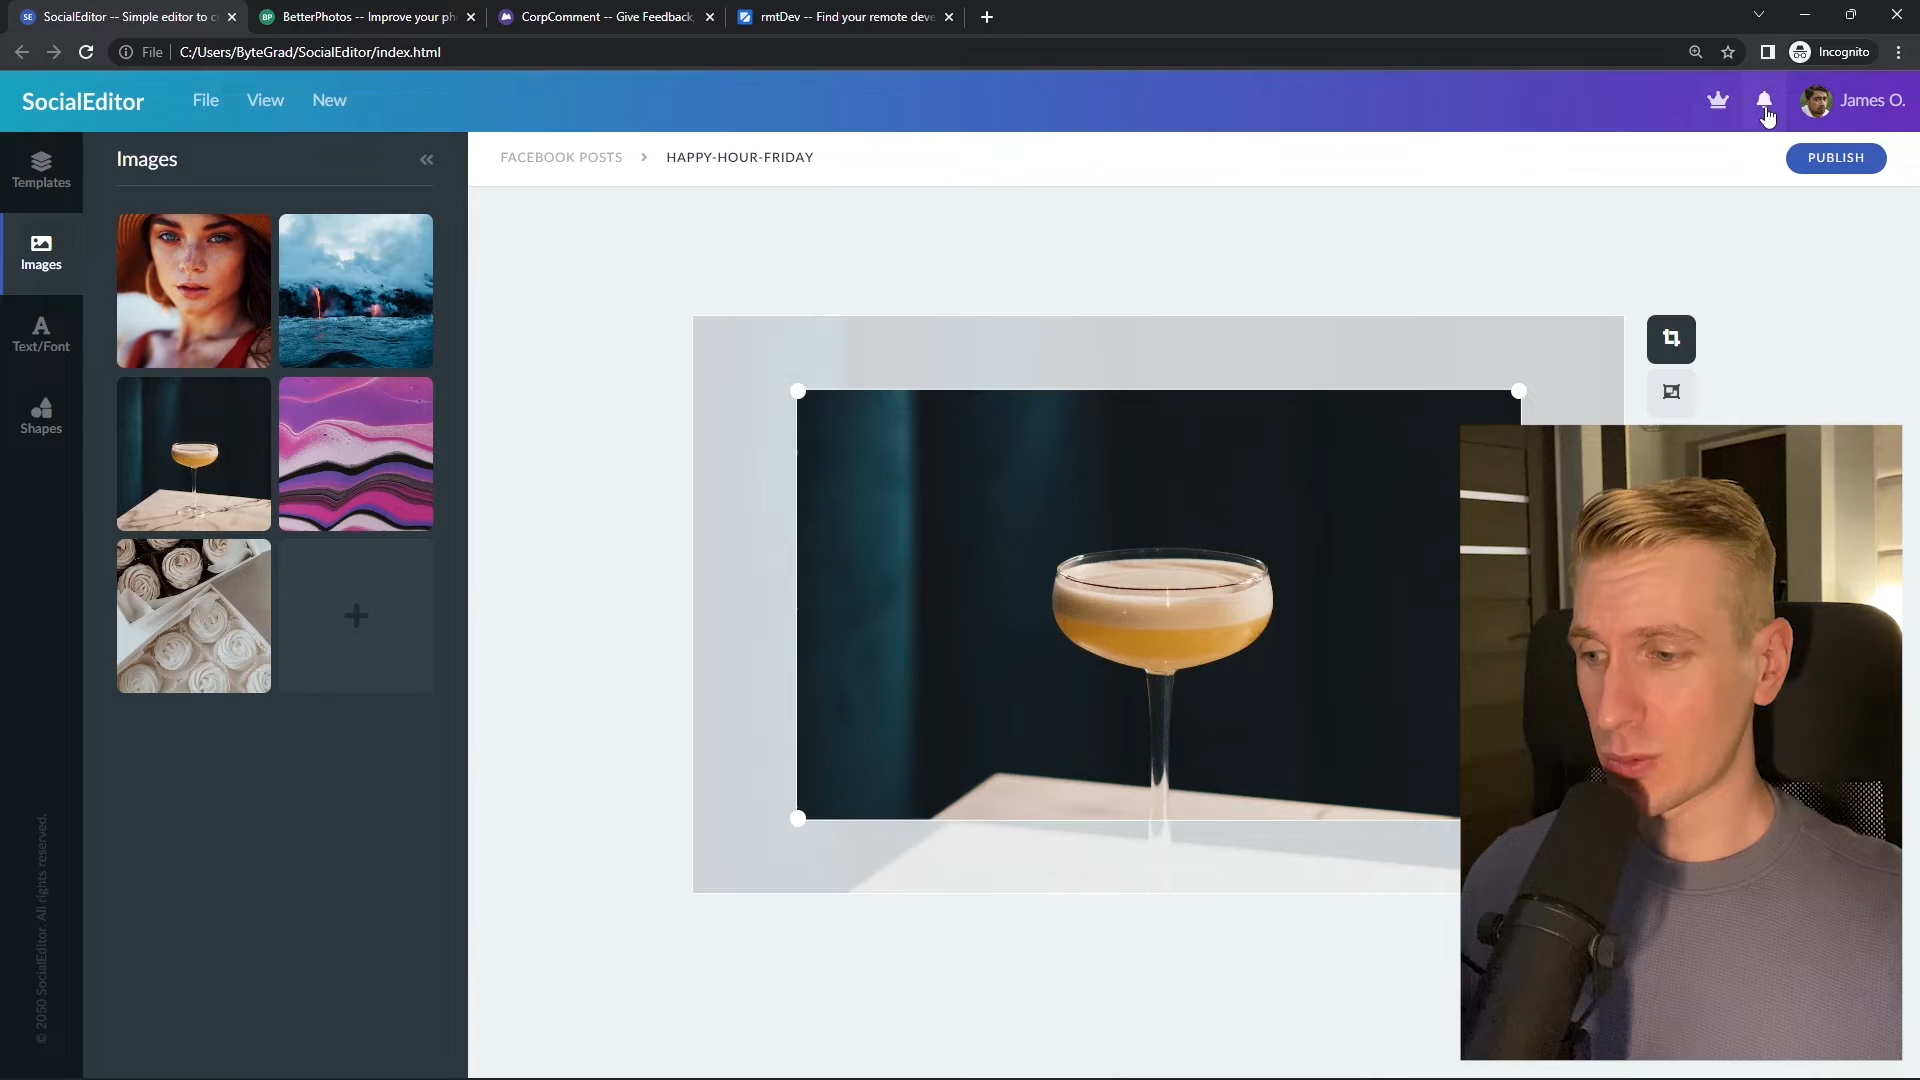 SE SocialEditor -- Simple editor to c
BP BetterPhotos -- Improve your ph
CorpComment -- Give Feedback,
rmtDev -- Find your remote deve
File C:/Users/ByteGrad/SocialEditor/index.html
Incognito
SocialEditor
File
View
New
James O.
Templates
Images
Text/Font
Shapes
© 2050 SocialEditor. All rights reserved.
Images
FACEBOOK POSTS > HAPPY-HOUR-FRIDAY
PUBLISH